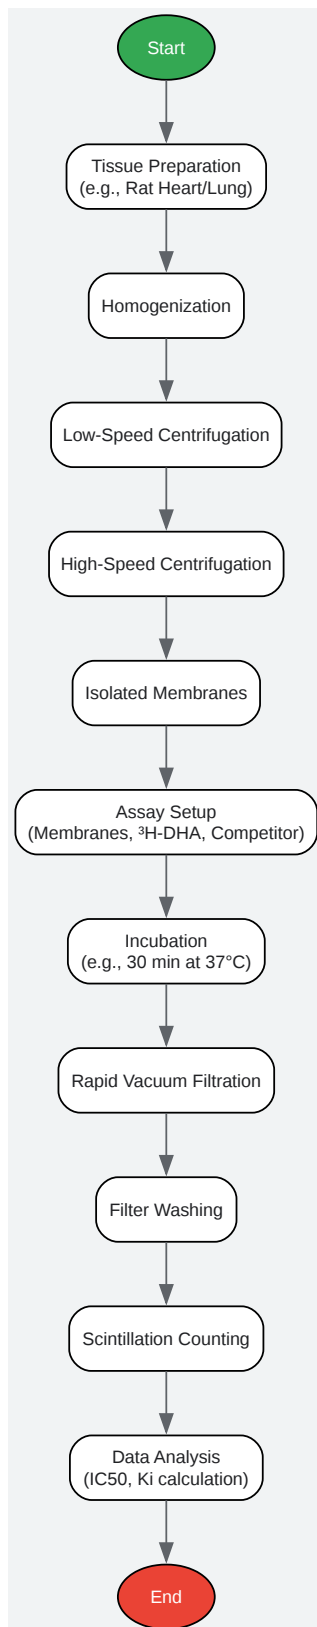 Start
Tissue Preparation
(e.g., Rat Heart/Lung)
Homogenization
Low-Speed Centrifugation
High-Speed Centrifugation
Isolated Membranes
Assay Setup
(Membranes, ³H-DHA, Competitor)
Incubation
(e.g., 30 min at 37°C)
Rapid Vacuum Filtration
Filter Washing
Scintillation Counting
Data Analysis
(IC50, Ki calculation)
End